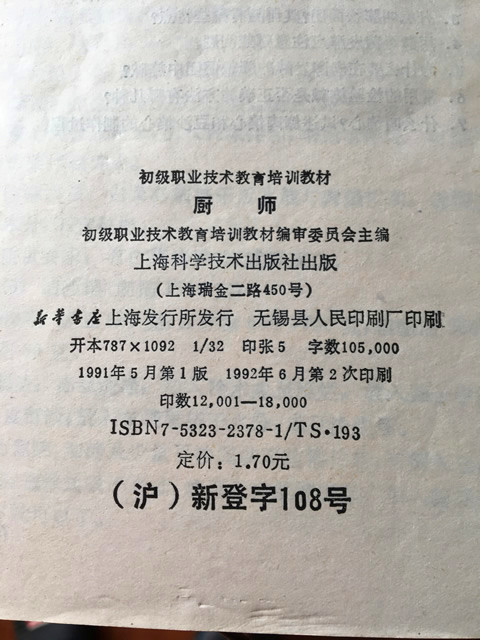 初级职业技术教育培训教材
厨师
初级职业技术教育培训教材编审委员会主编
上海科学技术出版社出版
(上海瑞金二路450号)
新华书店上海发行所发行 无锡县人民印刷厂印刷
开本787×1092 1/32 印张5 字数105,000
1991年5月第1版 1992年6月第2次印刷
印数12,001—18,000
ISBN7-5323-2378-1/TS·193
定价：1.70元
(沪)新登字108号